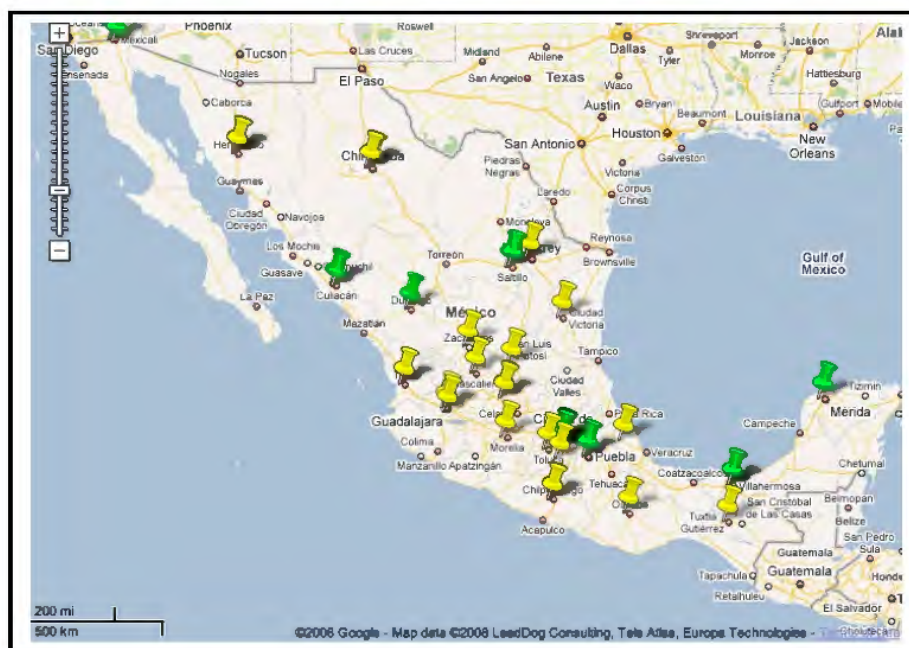 Phoenix
Roswell
Dallas
Shreveport
Monroe
Jackson
San Diego
Mexicali
Tucson
Las Cruces
Midland
Abilene
Tyler
Ensenada
El Paso
San Angelo
Texas
Waco
Hattiesburg
Nogales
Caborca
Austin
Bryan
Beaumont
Louisiana
Gulfport
Mobile
Houston
New
Orleans
San Antonio
Galveston
Piedras
Negras
Victoria
Guaymas
Laredo
Corpus
Christi
Ciudad
Obregón
Navojoa
Los Mochis
Torreón
Reynosa
Guasave
Saltillo
Brownsville
Gulf of
Mexico
La Paz
Culiacán
México
Ciudad
Victoria
Mazatlán
Tampico
Ciudad
Valles
Tizimin
Guadalajara
Mérida
Morelia
Campeche
Colima
Toluca
Puebla
Veracruz
Manzanillo
Apatzingán
Coatzacoalcos
Chetumal
Villahermosa
San Cristóbal
de Las Casas
Belmopan
Belize
Acapulco
Tuxtla
Gutiérrez
San Pedro
Sula
Guatemala
Tapachula
Guatemala
Retalhuleu
El Salvador
Choluteca
200 mi
500 km
©2008 Google - Map data ©2008 LeadDog Consulting, Tele Atlas, Europa Technologies -